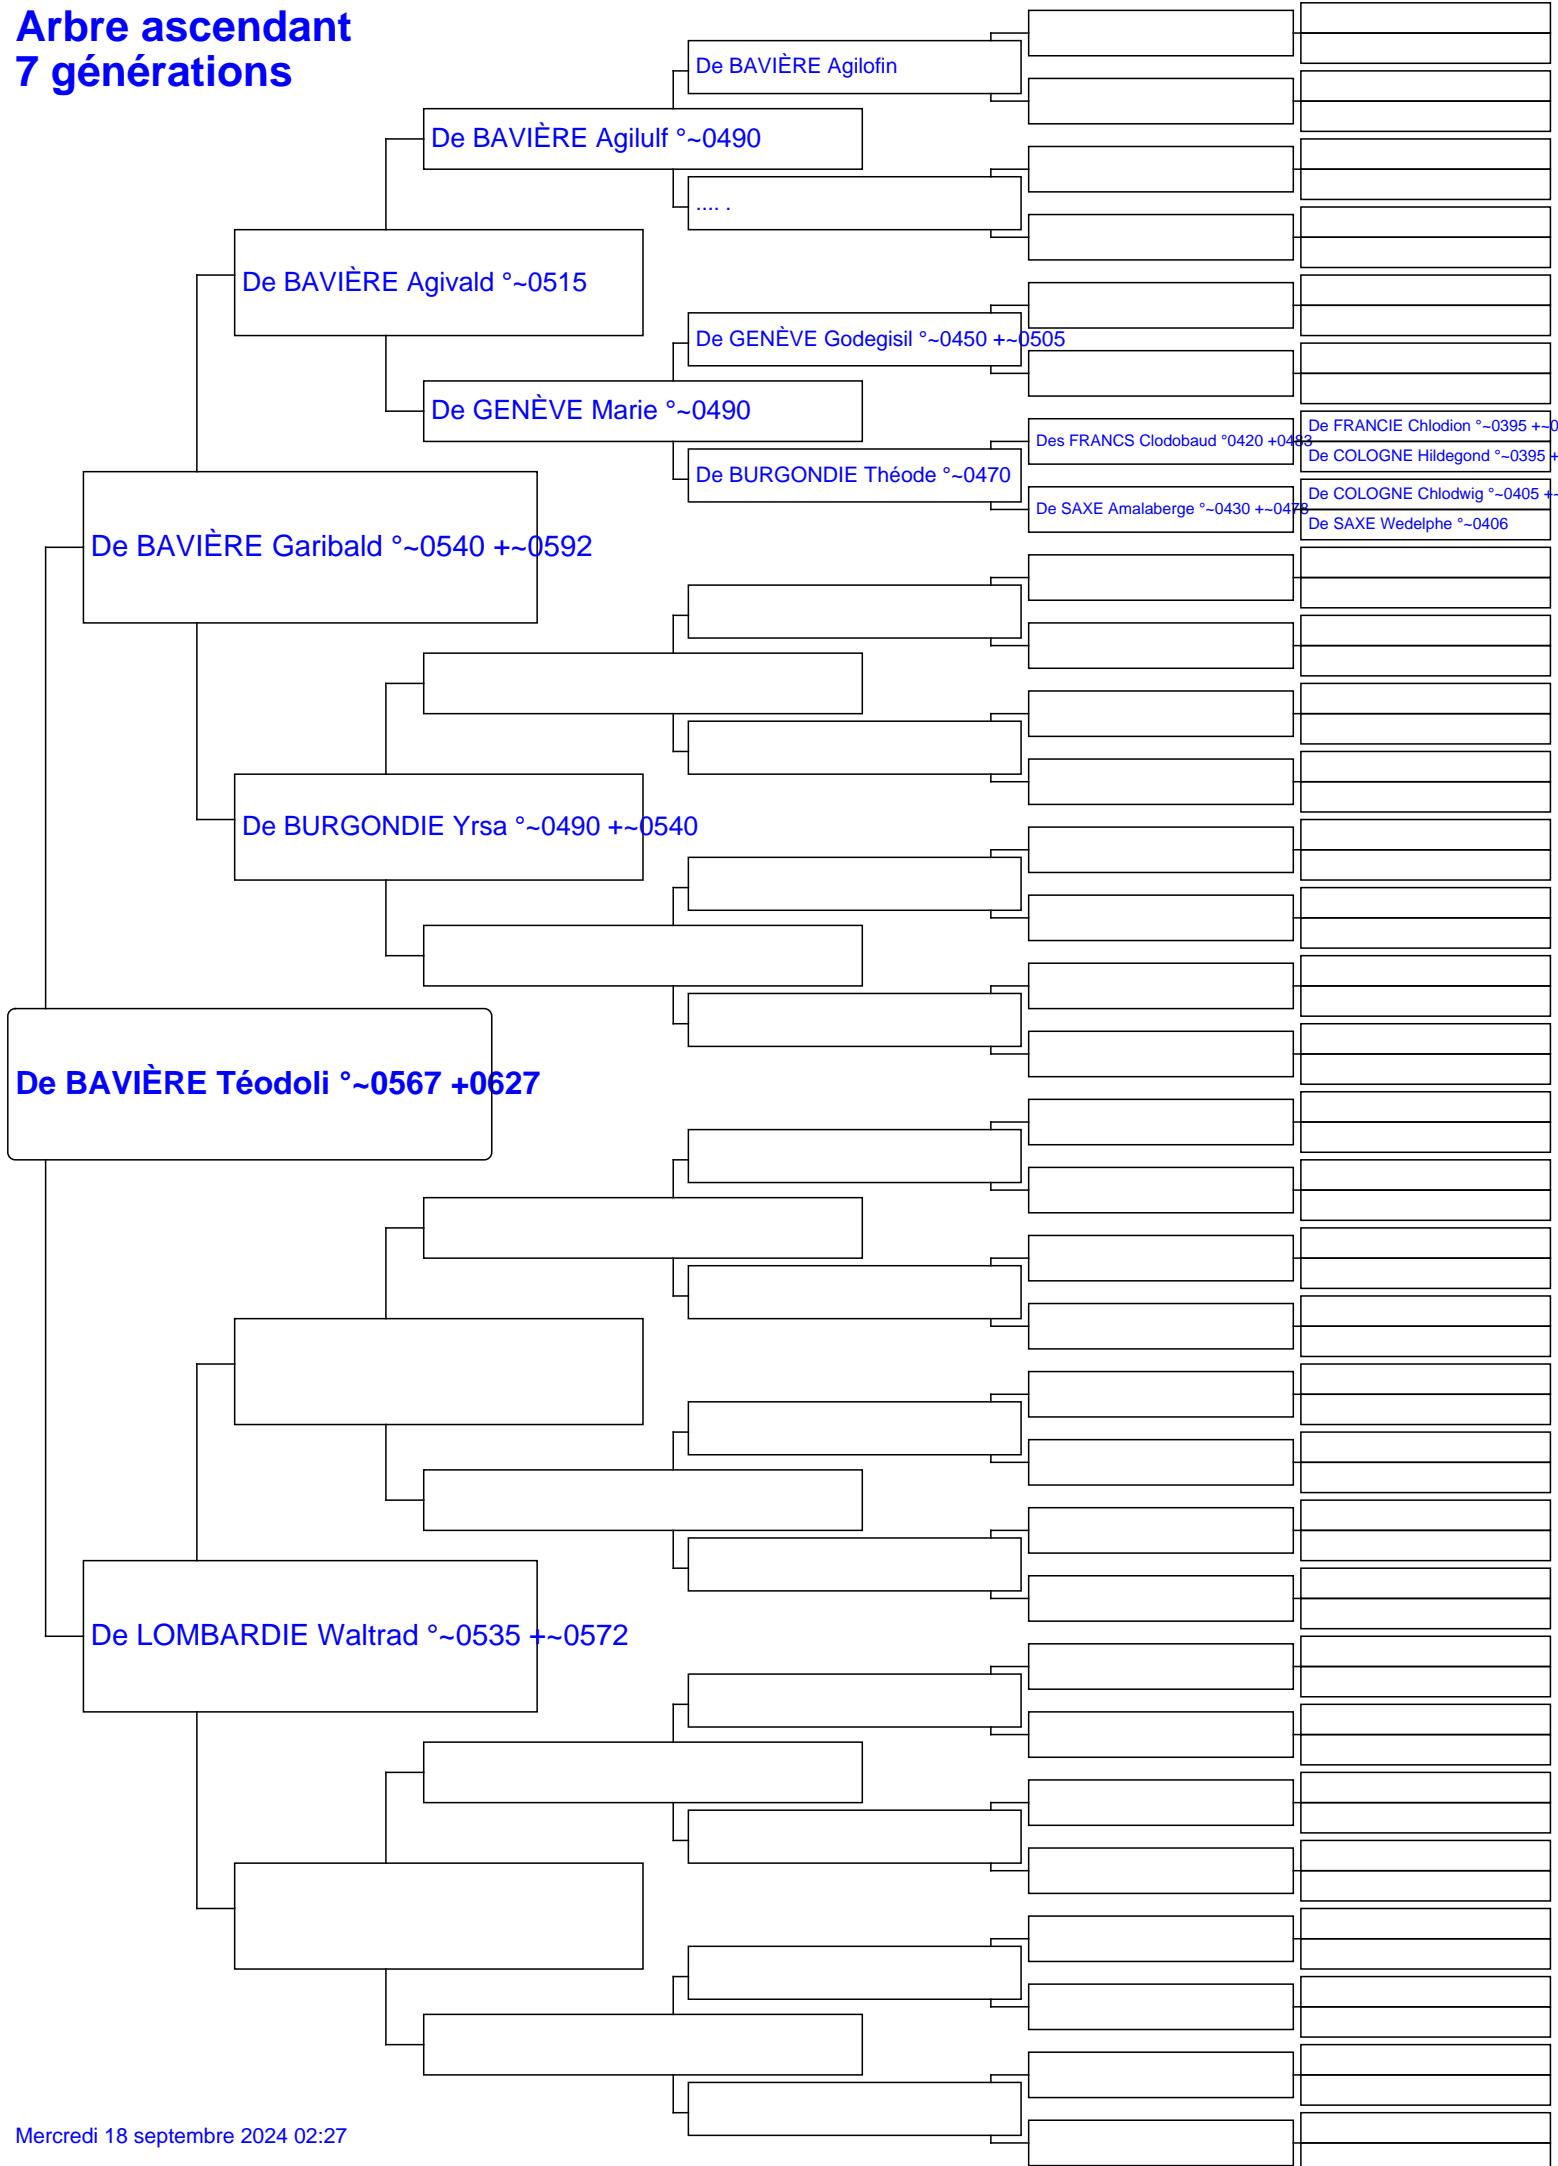 Arbre ascendant
7 générations
De BAVIÈRE Agilofin
De BAVIÈRE Agilulf °~0490
.... .
De BAVIÈRE Agivald °~0515
De GENÈVE Godegisil °~0450 +~0505
De GENÈVE Marie °~0490
De FRANCIE Chlodion °~0395 +~0
Des FRANCS Clodobaud °0420 +0483
De COLOGNE Hildegond °~0395 +
De BURGONDIE Théode °~0470
De COLOGNE Chlodwig °~0405 +~
De SAXE Amalaberge °~0430 +~0478
De SAXE Wedelphe °~0406
De BAVIÈRE Garibald °~0540 +~0592
De BURGONDIE Yrsa °~0490 +~0540
De BAVIÈRE Téodoli °~0567 +0627
De LOMBARDIE Waltrad °~0535 +~0572
Mercredi 18 septembre 2024 02:27